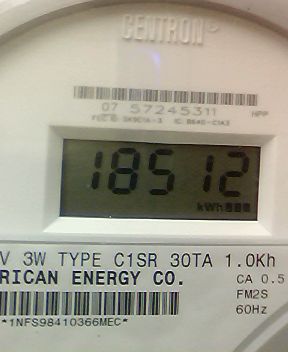 CENTRON®
07 57245311 HPP
18512
kWh
V 3W TYPE C1SR 30TA 1.0Kh
RICAN ENERGY CO.
CA 0.5
FM2S
60Hz
*1NFS98410366MEC*